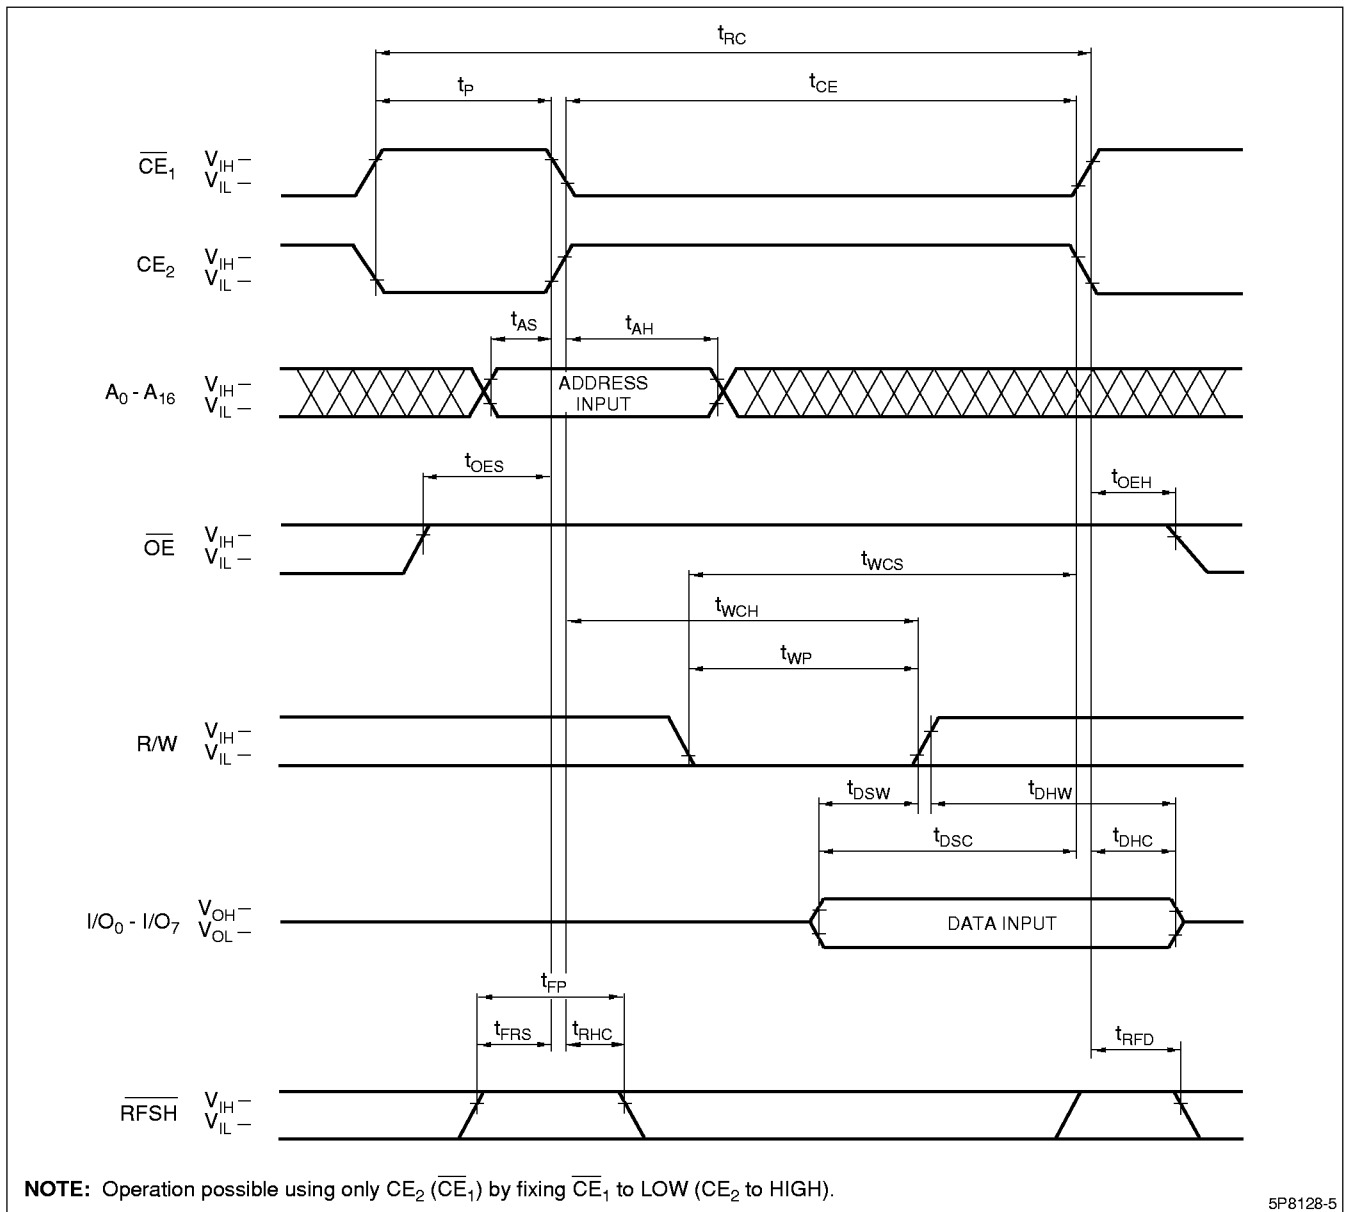 tRC
tP tCE
CE1 VIH VIL
CE2 VIH VIL
tAS tAH
A0 - A16 VIH VIL ADDRESS INPUT
tOES tOEH
OE VIH VIL
tWCS
tWCH
tWP
R/W VIH VIL
tDSW tDHW
tDSC tDHC
I/O0 - I/O7 VOH VOL DATA INPUT
tFP
tFRS tRHC tRFD
RFSH VIH VIL
NOTE: Operation possible using only CE2 (CE1) by fixing CE1 to LOW (CE2 to HIGH).
5P8128-5